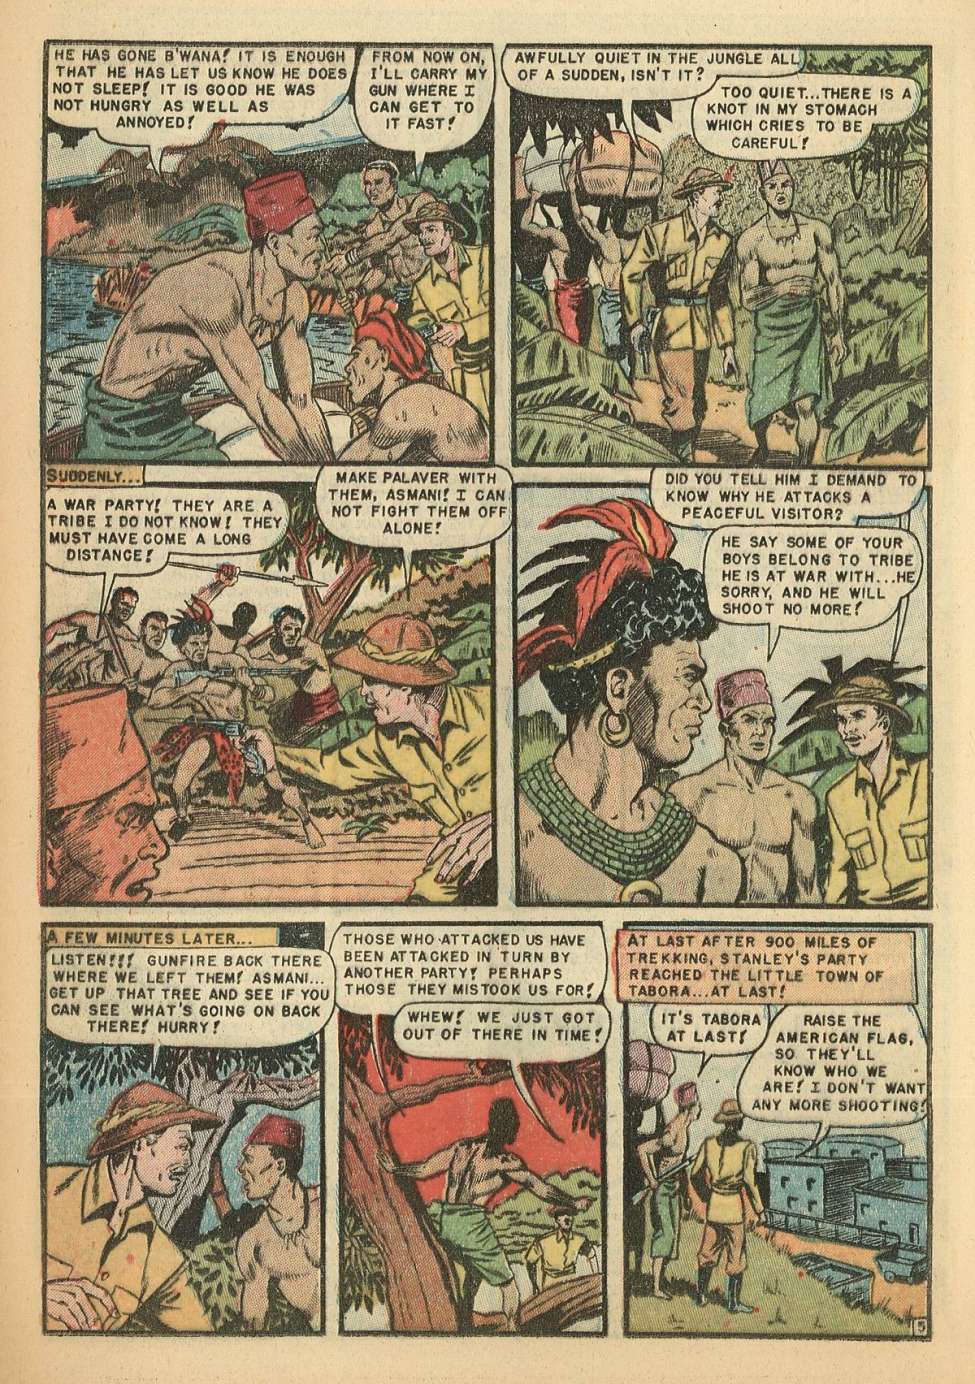 HE HAS GONE B'WANA! IT IS ENOUGH
THAT HE HAS LET US KNOW HE DOES
NOT SLEEP! IT IS GOOD HE WAS
NOT HUNGRY AS WELL AS
ANNOYED!
FROM NOW ON,
I'LL CARRY MY
GUN WHERE I
CAN GET TO
IT FAST!
AWFULLY QUIET IN THE JUNGLE ALL
OF A SUDDEN, ISN'T IT?
TOO QUIET...THERE IS A
KNOT IN MY STOMACH
WHICH CRIES TO BE
CAREFUL!
SUDDENLY...
A WAR PARTY! THEY ARE A
TRIBE I DO NOT KNOW! THEY
MUST HAVE COME A LONG
DISTANCE!
MAKE PALAVER WITH
THEM, ASMANI! I CAN
NOT FIGHT THEM OFF
ALONE!
DID YOU TELL HIM I DEMAND TO
KNOW WHY HE ATTACKS A
PEACEFUL VISITOR?
HE SAY SOME OF YOUR
BOYS BELONG TO TRIBE
HE IS AT WAR WITH...HE
SORRY, AND HE WILL
SHOOT NO MORE!
A FEW MINUTES LATER...
LISTEN!!! GUNFIRE BACK THERE
WHERE WE LEFT THEM! ASMANI...
GET UP THAT TREE AND SEE IF YOU
CAN SEE WHAT'S GOING ON BACK
THERE! HURRY!
THOSE WHO ATTACKED US HAVE
BEEN ATTACKED IN TURN BY
ANOTHER PARTY! PERHAPS
THOSE THEY MISTOOK US FOR!
WHEW! WE JUST GOT
OUT OF THERE IN TIME!
AT LAST AFTER 900 MILES OF
TREKKING, STANLEY'S PARTY
REACHED THE LITTLE TOWN OF
TABORA...AT LAST!
IT'S TABORA
AT LAST!
RAISE THE
AMERICAN FLAG,
SO THEY'LL
KNOW WHO WE
ARE! I DON'T WANT
ANY MORE SHOOTING!
5